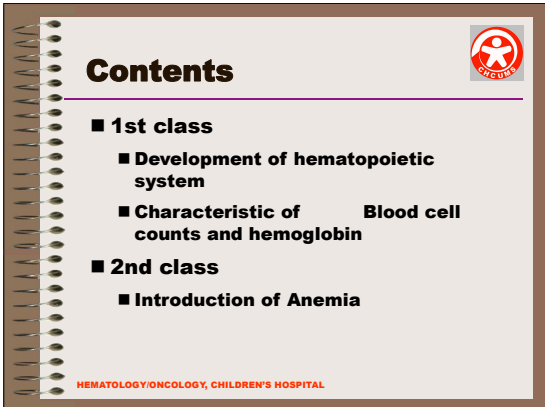 Contents
CHCUMS
1st class
Development of hematopoietic
system
Characteristic of Blood cell
counts and hemoglobin
2nd class
Introduction of Anemia
HEMATOLOGY/ONCOLOGY, CHILDREN'S HOSPITAL